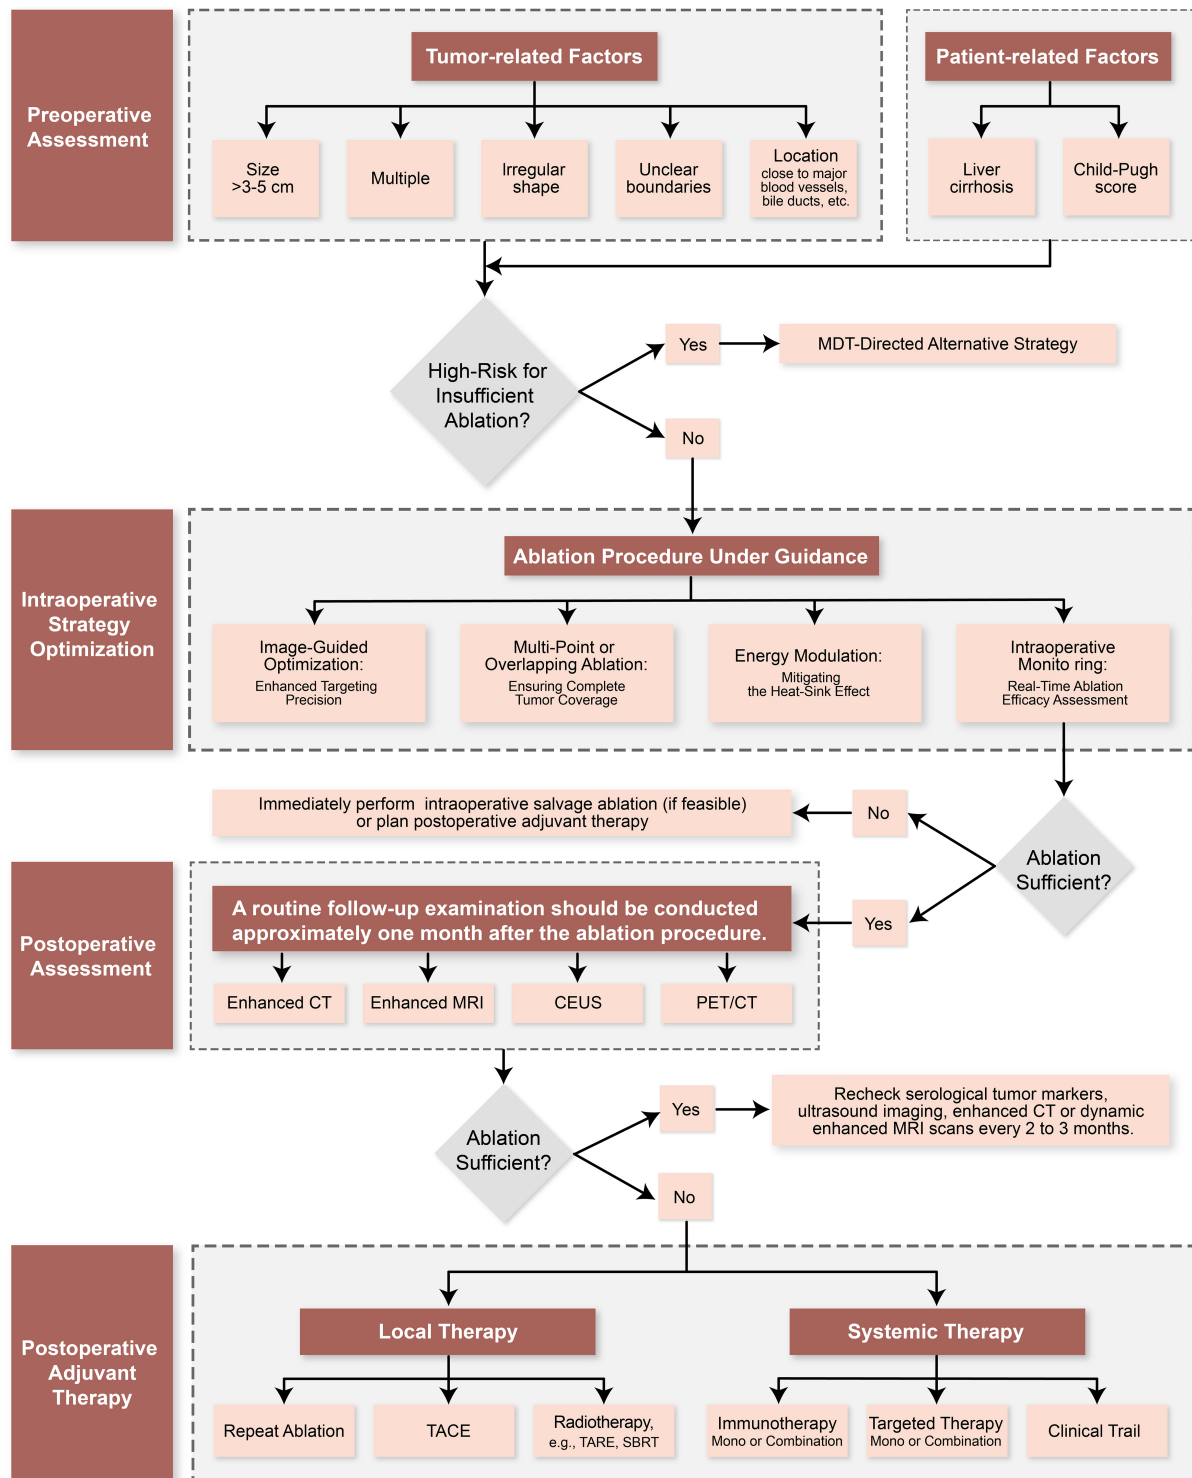 Preoperative
Assessment
Tumor-related Factors
Size
>3-5 cm
Multiple
Irregular
shape
Unclear
boundaries
Location
close to major
blood vessels,
bile ducts, etc.
Patient-related Factors
Liver
cirrhosis
Child-Pugh
score
High-Risk for
Insufficient
Ablation?
Yes
MDT-Directed Alternative Strategy
No
Intraoperative
Strategy
Optimization
Ablation Procedure Under Guidance
Image-Guided
Optimization:
Enhanced Targeting
Precision
Multi-Point or
Overlapping Ablation:
Ensuring Complete
Tumor Coverage
Energy Modulation:
Mitigating
the Heat-Sink Effect
Intraoperative
Monito ring:
Real-Time Ablation
Efficacy Assessment
Ablation
Sufficient?
No
Immediately perform intraoperative salvage ablation (if feasible)
or plan postoperative adjuvant therapy
Yes
Postoperative
Assessment
A routine follow-up examination should be conducted
approximately one month after the ablation procedure.
Enhanced CT
Enhanced MRI
CEUS
PET/CT
Ablation
Sufficient?
Yes
Recheck serological tumor markers,
ultrasound imaging, enhanced CT or dynamic
enhanced MRI scans every 2 to 3 months.
No
Postoperative
Adjuvant
Therapy
Local Therapy
Repeat Ablation
TACE
Radiotherapy,
e.g., TARE, SBRT
Systemic Therapy
Immunotherapy
Mono or Combination
Targeted Therapy
Mono or Combination
Clinical Trail